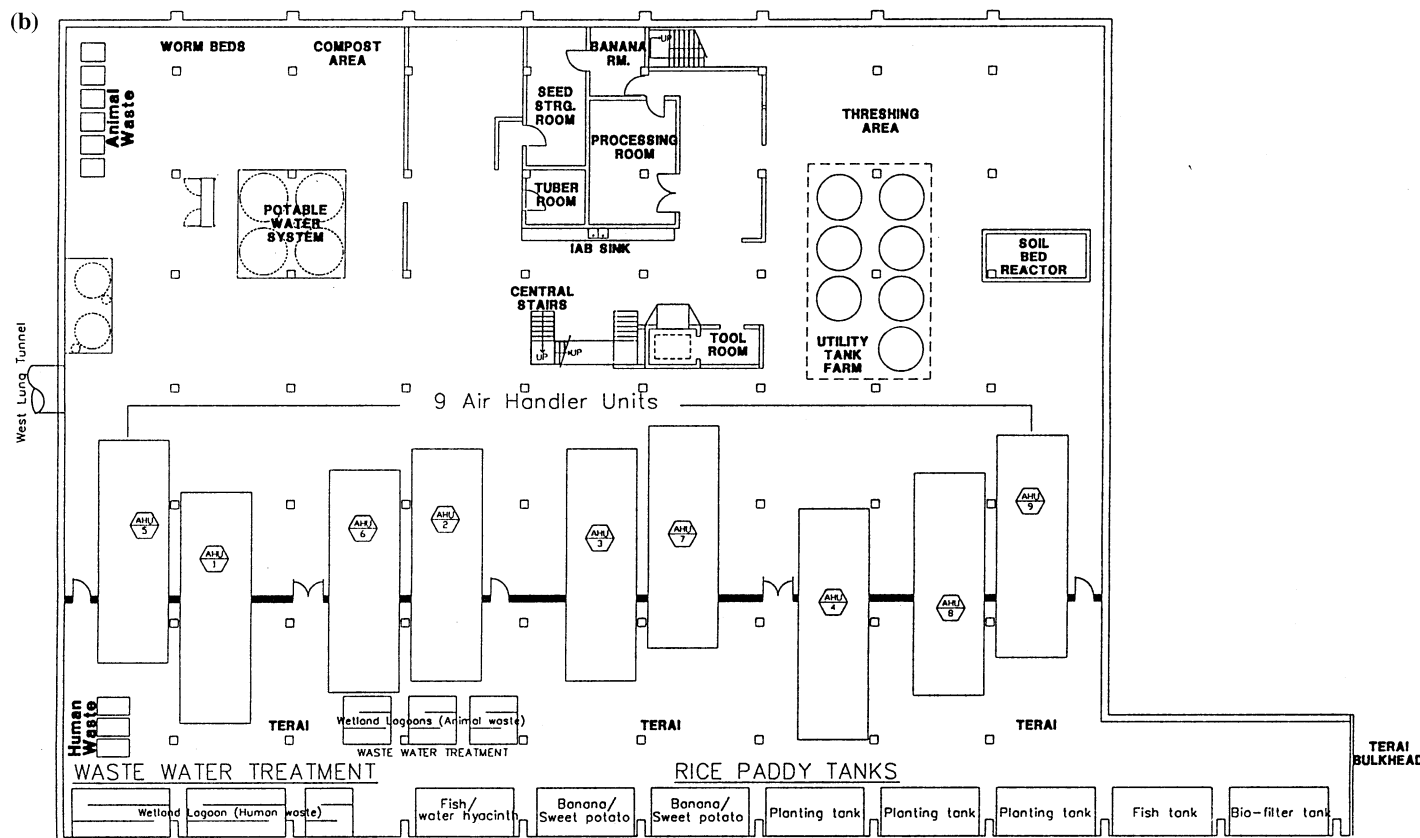 (b)
WORM BEDS
COMPOST
AREA
BANANA
RM.
UP
SEED
STRG.
ROOM
Animal
Waste
THRESHING
AREA
PROCESSING
ROOM
TUBER
ROOM
POTABLE
WATER
SYSTEM
IAB SINK
SOIL
BED
REACTOR
CENTRAL
STAIRS
UP
UP
TOOL
ROOM
UTILITY
TANK
FARM
West Lung Tunnel
9 Air Handler Units
AHU
5
AHU
1
AHU
6
AHU
2
AHU
3
AHU
7
AHU
4
AHU
8
AHU
9
Human
Waste
TERAI
Wetland Lagoons (Animal waste)
WASTE WATER TREATMENT
TERAI
TERAI
TERAI
BULKHEAD
WASTE WATER TREATMENT
RICE PADDY TANKS
Wetland Lagoon (Human waste)
Fish/
water hyacinth
Banana/
Sweet potato
Banana/
Sweet potato
Planting tank
Planting tank
Planting tank
Fish tank
Bio-filter tank